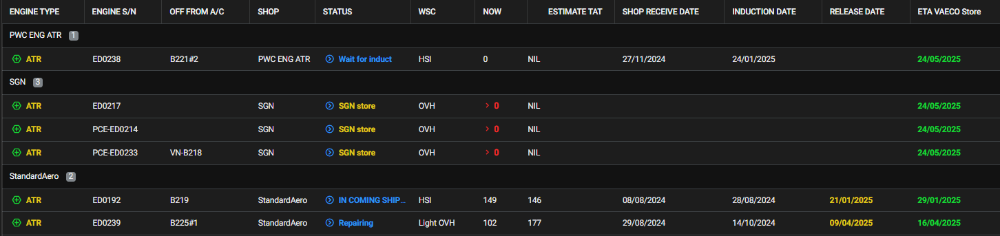 ENGINE TYPE ENGINE S/N OFF FROM A/C SHOP STATUS WSC NOW ESTIMATE TAT SHOP RECEIVE DATE INDUCTION DATE RELEASE DATE ETA VAECO Store
PWC ENG ATR 1
ATR ED0238 B221#2 PWC ENG ATR Wait for induct HSI 0 NIL 27/11/2024 24/01/2025 24/05/2025
SGN 3
ATR ED0217 SGN SGN store OVH > 0 NIL 24/05/2025
ATR PCE-ED0214 SGN SGN store OVH > 0 NIL 24/05/2025
ATR PCE-ED0233 VN-B218 SGN SGN store OVH > 0 NIL 24/05/2025
StandardAero 2
ATR ED0192 B219 StandardAero IN COMING SHIP... HSI 149 146 08/08/2024 28/08/2024 21/01/2025 29/01/2025
ATR ED0239 B225#1 StandardAero Repairing Light OVH 102 177 29/08/2024 14/10/2024 09/04/2025 16/04/2025